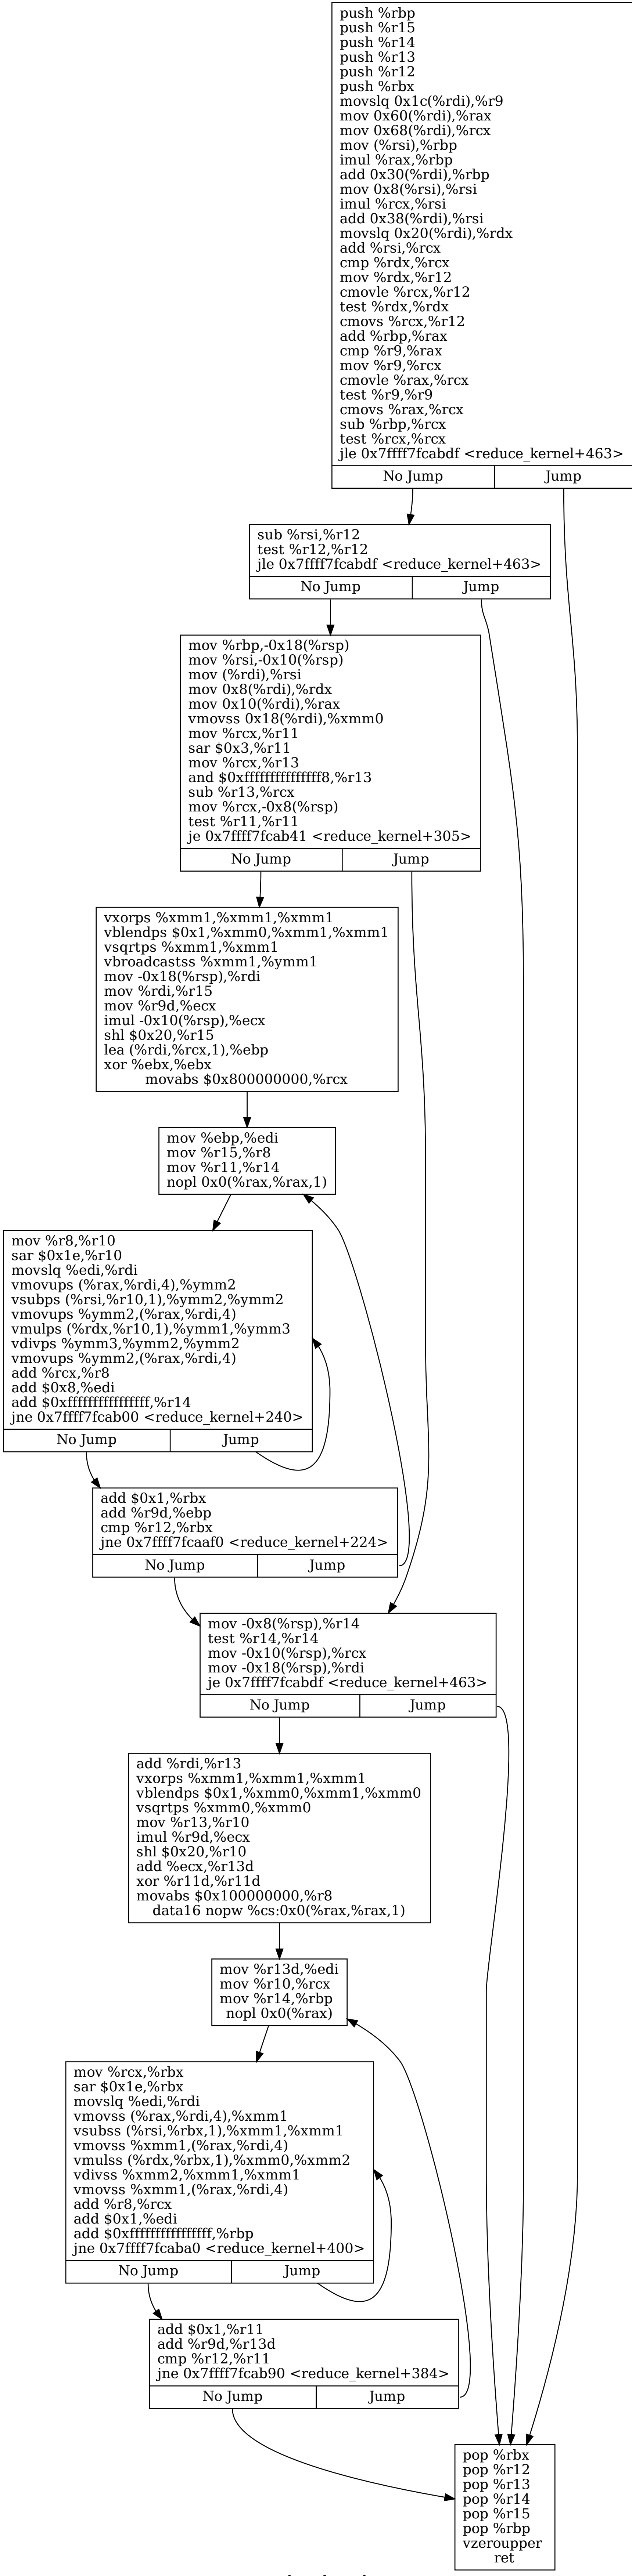 push %rbp
push %r15
push %r14
push %r13
push %r12
push %rbx
movslq 0x1c(%rdi),%r9
mov 0x60(%rdi),%rax
mov 0x68(%rdi),%rcx
mov (%rsi),%rbp
imul %rax,%rbp
add 0x30(%rdi),%rbp
mov 0x8(%rsi),%rsi
imul %rcx,%rsi
add 0x38(%rdi),%rsi
movslq 0x20(%rdi),%rdx
add %rsi,%rcx
cmp %rdx,%rcx
mov %rdx,%r12
cmovle %rcx,%r12
test %rdx,%rdx
cmovs %rcx,%r12
add %rbp,%rax
cmp %r9,%rax
mov %r9,%rcx
cmovle %rax,%rcx
test %r9,%r9
cmovs %rax,%rcx
sub %rbp,%rcx
test %rcx,%rcx
jle 0x7ffff7fcabdf <reduce_kernel+463>
No Jump Jump
sub %rsi,%r12
test %r12,%r12
jle 0x7ffff7fcabdf <reduce_kernel+463>
No Jump Jump
mov %rbp,-0x18(%rsp)
mov %rsi,-0x10(%rsp)
mov (%rdi),%rsi
mov 0x8(%rdi),%rdx
mov 0x10(%rdi),%rax
vmovss 0x18(%rdi),%xmm0
mov %rcx,%r11
sar $0x3,%r11
mov %rcx,%r13
and $0xfffffffffffffff8,%r13
sub %r13,%rcx
mov %rcx,-0x8(%rsp)
test %r11,%r11
je 0x7ffff7fcab41 <reduce_kernel+305>
No Jump Jump
vxorps %xmm1,%xmm1,%xmm1
vblendps $0x1,%xmm0,%xmm1,%xmm1
vsqrtps %xmm1,%xmm1
vbroadcastss %xmm1,%ymm1
mov -0x18(%rsp),%rdi
mov %rdi,%r15
mov %r9d,%ecx
imul -0x10(%rsp),%ecx
shl $0x20,%r15
lea (%rdi,%rcx,1),%ebp
xor %ebx,%ebx
movabs $0x800000000,%rcx
mov %ebp,%edi
mov %r15,%r8
mov %r11,%r14
nopl 0x0(%rax,%rax,1)
mov %r8,%r10
sar $0x1e,%r10
movslq %edi,%rdi
vmovups (%rax,%rdi,4),%ymm2
vsubps (%rsi,%r10,1),%ymm2,%ymm2
vmovups %ymm2,(%rax,%rdi,4)
vmulps (%rdx,%r10,1),%ymm1,%ymm3
vdivps %ymm3,%ymm2,%ymm2
vmovups %ymm2,(%rax,%rdi,4)
add %rcx,%r8
add $0x8,%edi
add $0xffffffffffffffff,%r14
jne 0x7ffff7fcab00 <reduce_kernel+240>
No Jump Jump
add $0x1,%rbx
add %r9d,%ebp
cmp %r12,%rbx
jne 0x7ffff7fcaaf0 <reduce_kernel+224>
No Jump Jump
mov -0x8(%rsp),%r14
test %r14,%r14
mov -0x10(%rsp),%rcx
mov -0x18(%rsp),%rdi
je 0x7ffff7fcabdf <reduce_kernel+463>
No Jump Jump
add %rdi,%r13
vxorps %xmm1,%xmm1,%xmm1
vblendps $0x1,%xmm0,%xmm1,%xmm0
vsqrtps %xmm0,%xmm0
mov %r13,%r10
imul %r9d,%ecx
shl $0x20,%r10
add %ecx,%r13d
xor %r11d,%r11d
movabs $0x100000000,%r8
data16 nopw %cs:0x0(%rax,%rax,1)
mov %r13d,%edi
mov %r10,%rcx
mov %r14,%rbp
nopl 0x0(%rax)
mov %rcx,%rbx
sar $0x1e,%rbx
movslq %edi,%rdi
vmovss (%rax,%rdi,4),%xmm1
vsubss (%rsi,%rbx,1),%xmm1,%xmm1
vmovss %xmm1,(%rax,%rdi,4)
vmulss (%rdx,%rbx,1),%xmm0,%xmm2
vdivss %xmm2,%xmm1,%xmm1
vmovss %xmm1,(%rax,%rdi,4)
add %r8,%rcx
add $0x1,%edi
add $0xffffffffffffffff,%rbp
jne 0x7ffff7fcaba0 <reduce_kernel+400>
No Jump Jump
add $0x1,%r11
add %r9d,%r13d
cmp %r12,%r11
jne 0x7ffff7fcab90 <reduce_kernel+384>
No Jump Jump
pop %rbx
pop %r12
pop %r13
pop %r14
pop %r15
pop %rbp
vzeroupper
ret